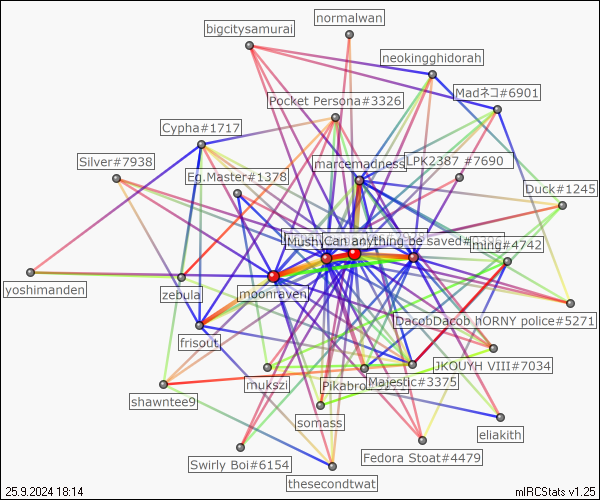 normalwan
bigcitysamurai
neokingghidorah
Madネコ#6901
Pocket Persona#3326
Cypha#1717
Silver#7938
marcemadness
LPK2387 #7690
Eg.Master#1378
Duck#1245
Mushy
Can anything be saved#
ming#4742
yoshimanden
zebula
moonraven
DacobDacob hORNY police#5271
frisout
JKOUYH VIII#7034
mukszi
Pikabro
Majestic#3375
shawntee9
somass
eliakith
Swirly Boi#6154
Fedora Stoat#4479
thesecondtwat
25.9.2024 18:14
mIRCStats v1.25